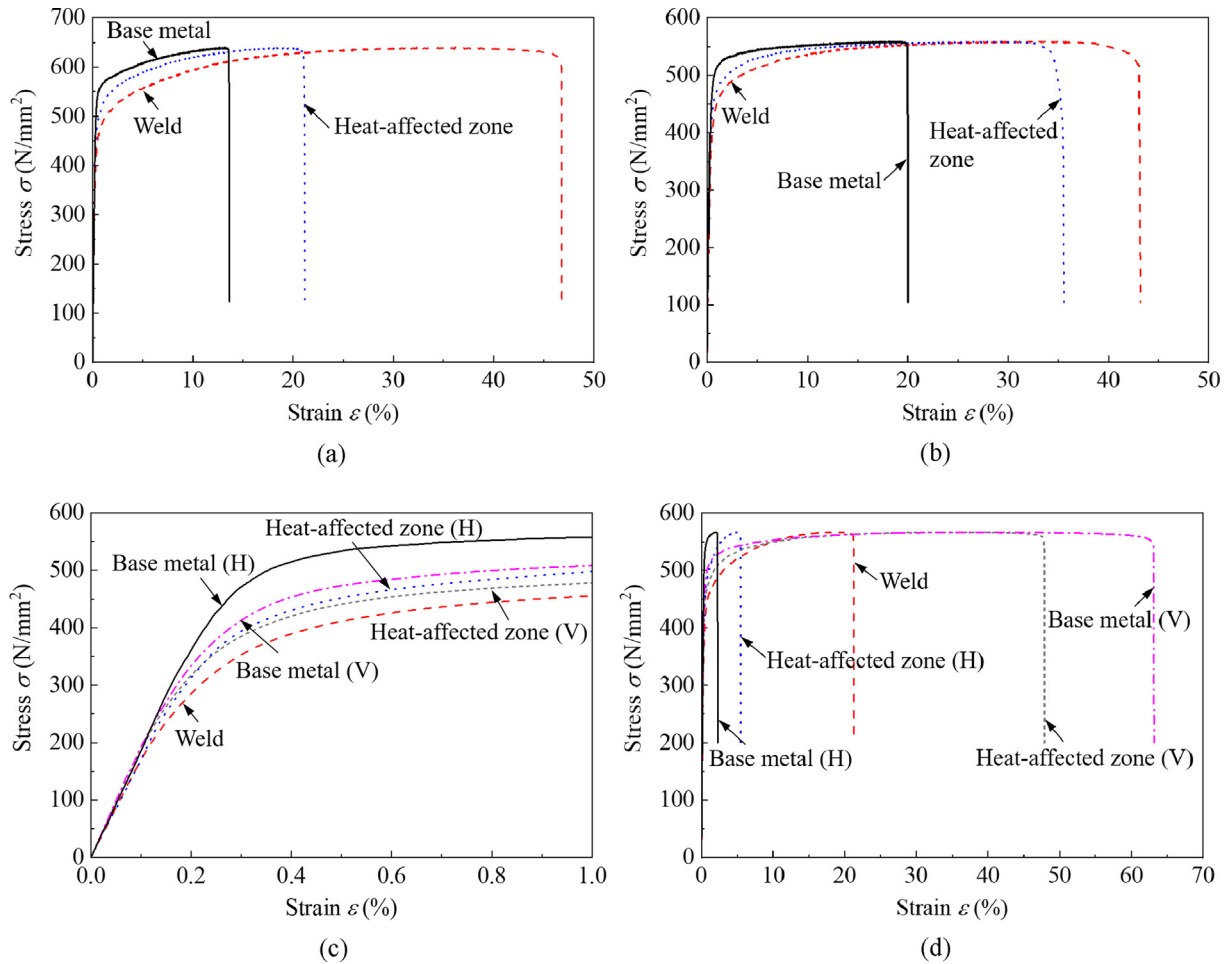 700
600
500
400
300
200
100
0
Stress σ (N/mm²)
Base metal
Weld
Heat-affected zone
0 10 20 30 40 50
Strain ε (%)
(a)
600
500
400
300
200
100
0
Stress σ (N/mm²)
Weld
Heat-affected
zone
Base metal
0 10 20 30 40 50
Strain ε (%)
(b)
600
500
400
300
200
100
0
Stress σ (N/mm²)
Heat-affected zone (H)
Base metal (H)
Heat-affected zone (V)
Base metal (V)
Weld
0.0 0.2 0.4 0.6 0.8 1.0
Strain ε (%)
(c)
600
500
400
300
200
100
0
Stress σ (N/mm²)
Weld
Base metal (V)
Heat-affected zone (H)
Base metal (H)
Heat-affected zone (V)
0 10 20 30 40 50 60 70
Strain ε (%)
(d)